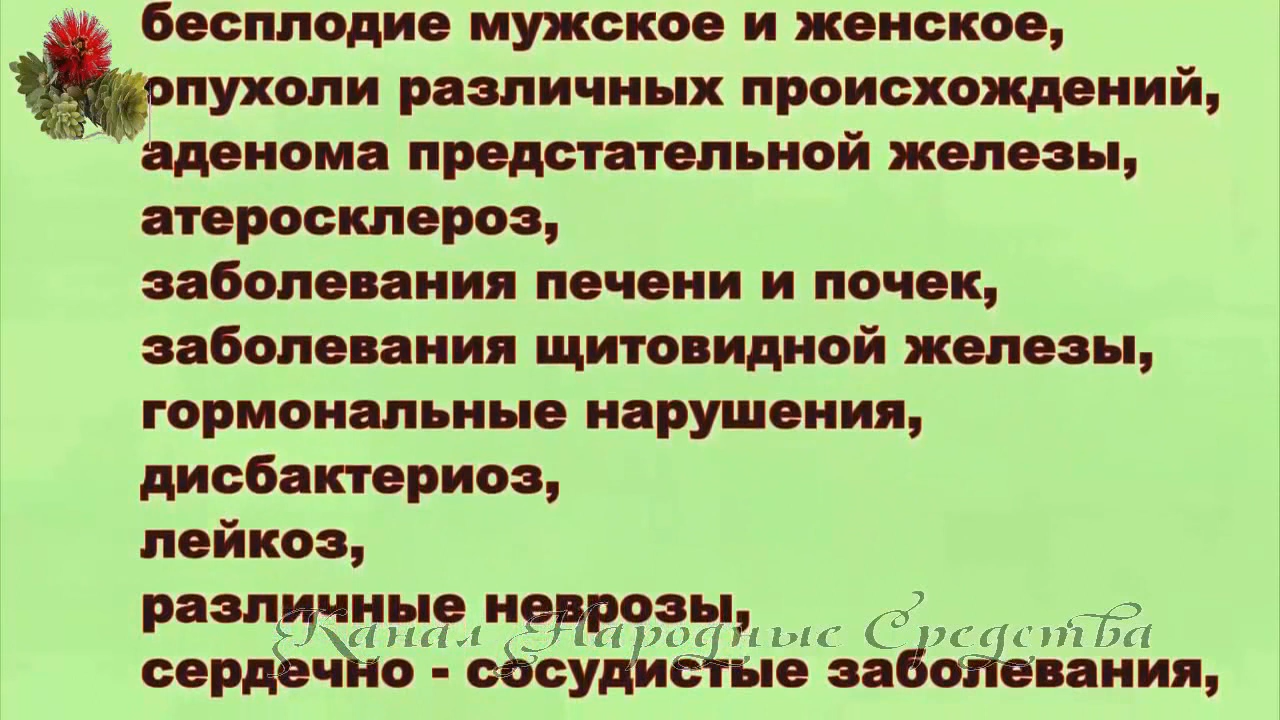 бесплодие мужское и женское,
опухоли различных происхождений,
аденома предстательной железы,
атеросклероз,
заболевания печени и почек,
заболевания щитовидной железы,
гормональные нарушения,
дисбактериоз,
лейкоз,
различные неврозы,
Канал Народные Средства
сердечно - сосудистые заболевания,